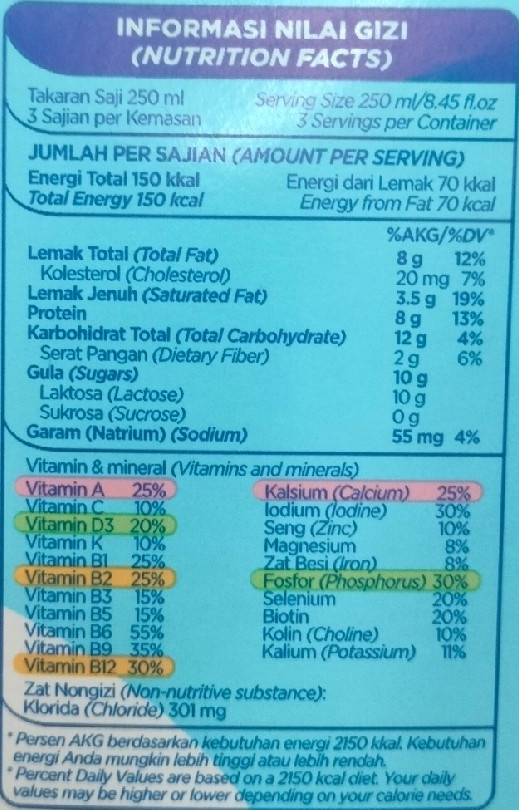 INFORMASI NILAI GIZI
(NUTRITION FACTS)
Takaran Saji 250 ml
3 Sajian per Kemasan
Serving Size 250 ml/8.45 fl.oz
3 Servings per Container
JUMLAH PER SAJIAN (AMOUNT PER SERVING)
Energi Total 150 kkal
Total Energy 150 kcal
Energi dari Lemak 70 kkal
Energy from Fat 70 kcal
%AKG/%DV*
Lemak Total (Total Fat) 8 g 12%
Kolesterol (Cholesterol) 20 mg 7%
Lemak Jenuh (Saturated Fat) 3.5 g 19%
Protein 8 g 13%
Karbohidrat Total (Total Carbohydrate) 12 g 4%
Serat Pangan (Dietary Fiber) 2 g 6%
Gula (Sugars) 10 g
Laktosa (Lactose) 10 g
Sukrosa (Sucrose) 0 g
Garam (Natrium) (Sodium) 55 mg 4%
Vitamin & mineral (Vitamins and minerals)
Vitamin A 25%
Vitamin C 10%
Vitamin D3 20%
Vitamin K 10%
Vitamin B1 25%
Vitamin B2 25%
Vitamin B3 15%
Vitamin B5 15%
Vitamin B6 55%
Vitamin B9 35%
Vitamin B12 30%
Kalsium (Calcium) 25%
Iodium (Iodine) 30%
Seng (Zinc) 10%
Magnesium 8%
Zat Besi (Iron) 8%
Fosfor (Phosphorus) 30%
Selenium 20%
Biotin 20%
Kolin (Choline) 10%
Kalium (Potassium) 11%
Zat Nongizi (Non-nutritive substance):
Klorida (Chloride) 301 mg
* Persen AKG berdasarkan kebutuhan energi 2150 kkal. Kebutuhan
energi Anda mungkin lebih tinggi atau lebih rendah.
* Percent Daily Values are based on a 2150 kcal diet. Your daily
values may be higher or lower depending on your calorie needs.